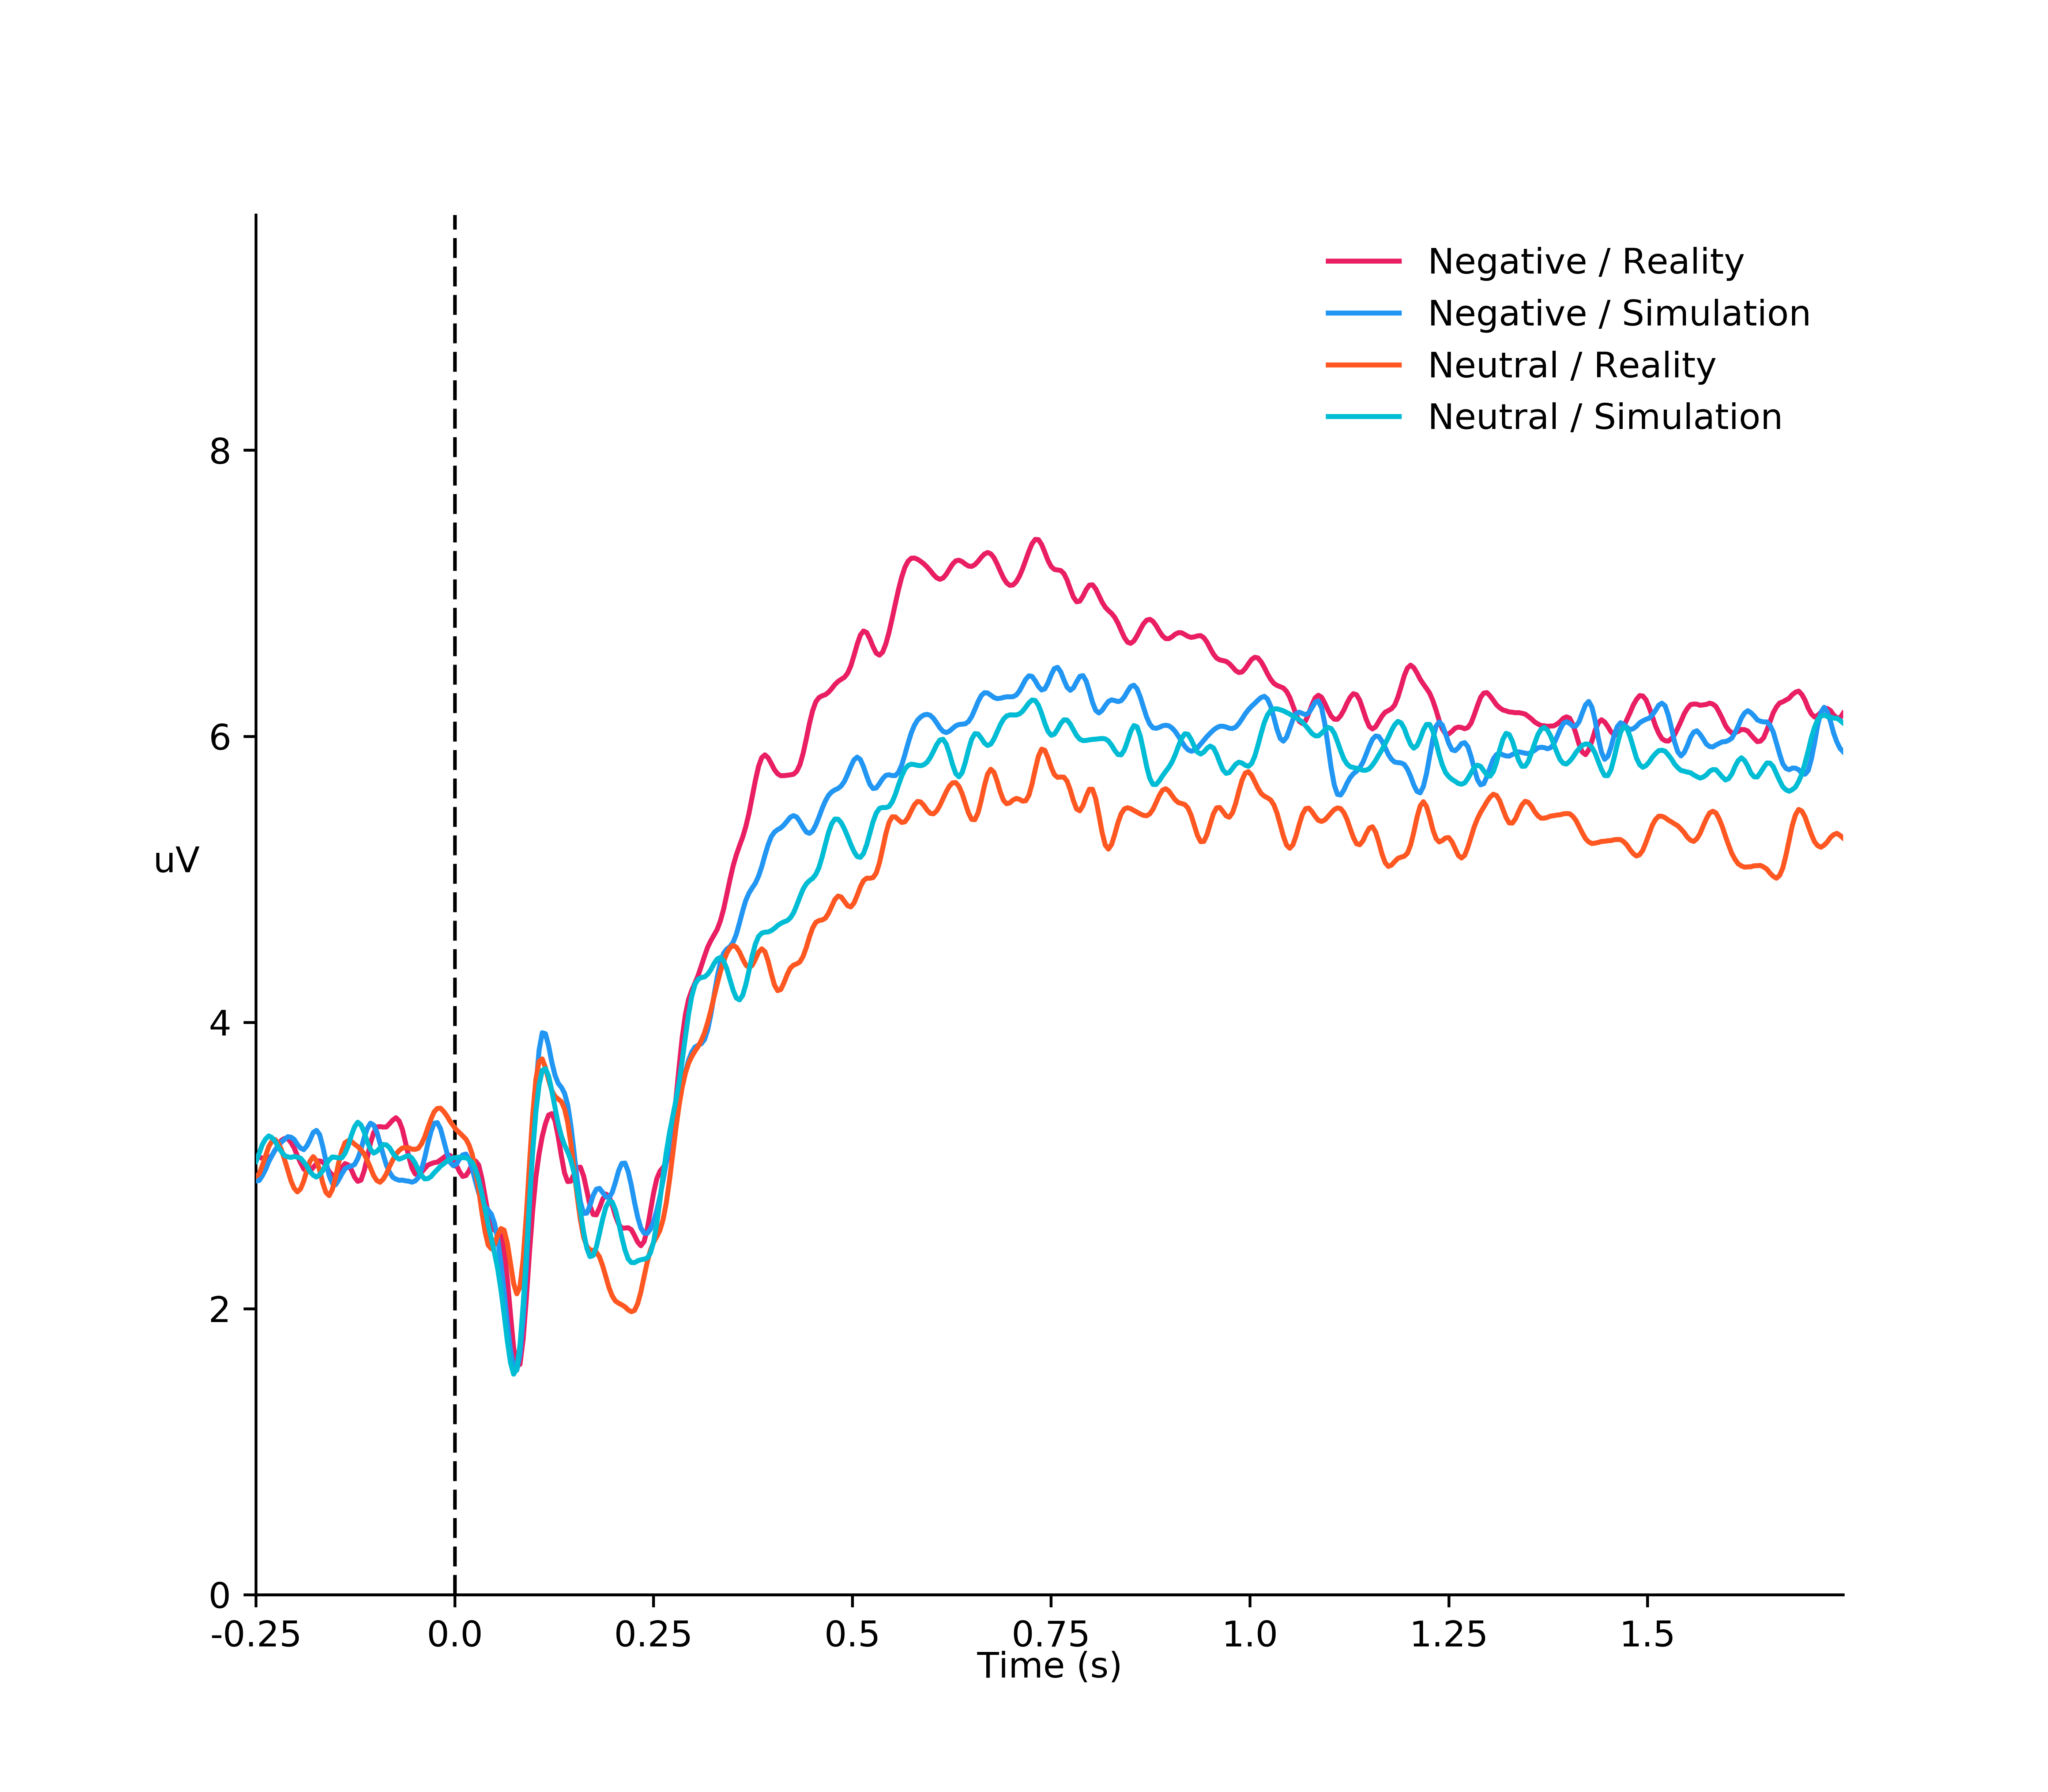 Negative / Reality
Negative / Simulation
Neutral / Reality
Neutral / Simulation
8
6
uV
4
2
0
-0.25 0.0 0.25 0.5 0.75 1.0 1.25 1.5
Time (s)